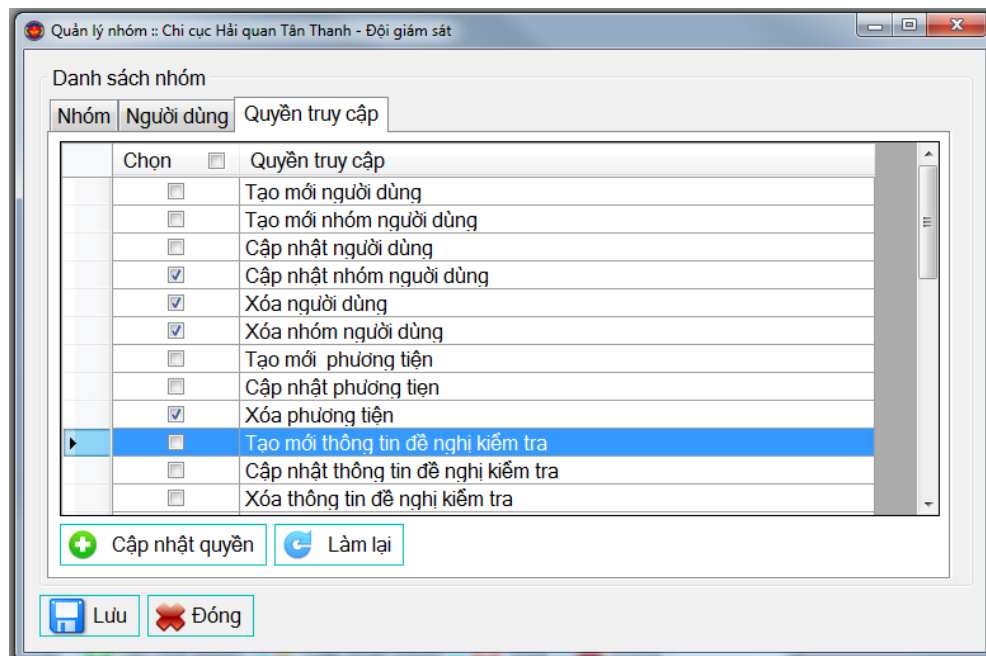 Quản lý nhóm :: Chi cục Hải quan Tân Thanh - Đội giám sát
Danh sách nhóm
Nhóm Người dùng Quyền truy cập
Chọn Quyền truy cập
Tạo mới người dùng
Tạo mới nhóm người dùng
Cập nhật người dùng
Cập nhật nhóm nguời dùng
Xóa người dùng
Xóa nhóm người dùng
Tạo mới  phương tiện
Cập nhật phương tiẹn
Xóa phương tiện
Tạo mới thông tin đề nghị kiểm tra
Cập nhật thông tin đề nghị kiểm tra
Xóa thông tin đề nghị kiểm tra
Cập nhật quyền Làm lại
Lưu Đóng